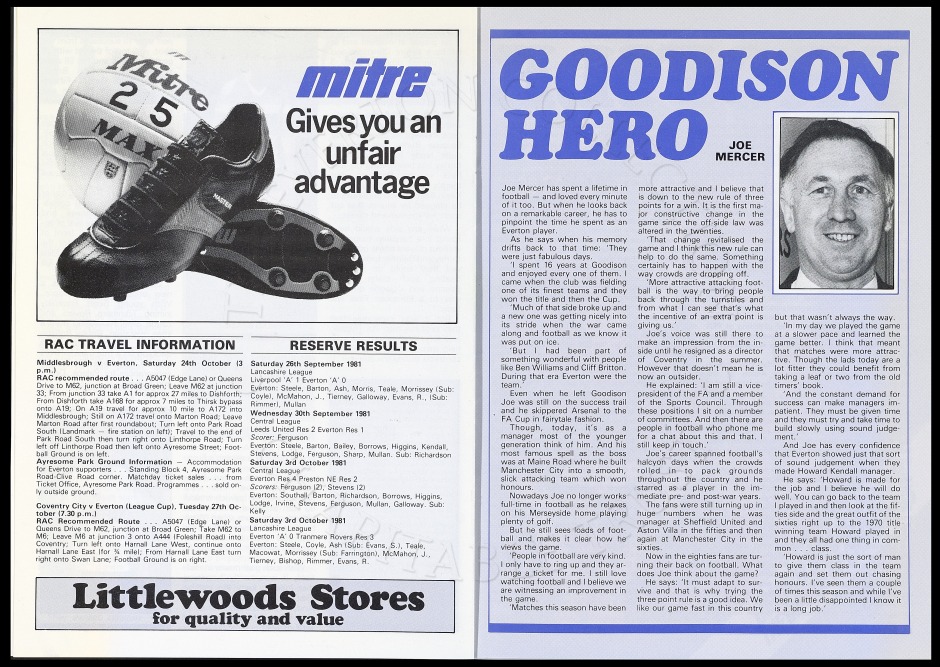 Mitre
25
MAX
MASTER
mitre
Gives you an
unfair
advantage
RAC TRAVEL INFORMATION
Middlesbrough v Everton, Saturday 24th October (3
p.m.)
RAC recommended route . . . A5047 (Edge Lane) or Queens
Drive to M62, junction at Broad Green; Leave M62 at junction
33; From junction 33 take A1 for approx 27 miles to Dishforth;
From Dishforth take A168 for approx 7 miles to Thirsk bypass
onto A19; On A19 travel for approx 10 mile to A172 into
Middlesbrough; Still on A172 travel onto Marton Road; Leave
Marton Road after first roundabout; Turn left onto Park Road
South (Landmark — fire station on left); Travel to the end of
Park Road South then turn right onto Linthorpe Road; Turn
left off Linthorpe Road then left onto Ayresome Street; Foot-
ball Ground is on left.
Ayresome Park Ground Information — Accommodation
for Everton supporters . . . Standing Block 4, Ayresome Park
Road-Clive Road corner. Matchday ticket sales . . . from
Ticket Office, Ayresome Park Road. Programmes . . . sold on-
ly outside ground.
Coventry City v Everton (League Cup), Tuesday 27th Oc-
tober (7.30 p.m.)
RAC Recommended Route . . . A5047 (Edge Lane) or
Queens Drive to M62, junction at Broad Green; Take M62 to
M6; Leave M6 at junction 3 onto A444 (Foleshill Road) into
Coventry; Turn left onto Harnall Lane West, continue onto
Harnall Lane East (for ¾ mile); From Harnall Lane East turn
right onto Swan Lane; Football Ground is on right.
RESERVE RESULTS
Saturday 26th September 1981
Lancashire League
Liverpool 'A' 1 Everton 'A' 0
Everton: Steele, Barton, Ash, Morris, Teale, Morrissey (Sub:
Coyle), McMahon, J., Tierney, Galloway, Evans, R., (Sub:
Rimmer), Mullan
Wednesday 30th September 1981
Central League
Leeds United Res 2 Everton Res 1
Scorer: Ferguson
Everton: Steele, Barton, Bailey, Borrows, Higgins, Kendall,
Stevens, Lodge, Ferguson, Sharp, Mullan. Sub: Richardson
Saturday 3rd October 1981
Central League
Everton Res 4 Preston NE Res 2
Scorers: Ferguson (2), Stevens (2)
Everton: Southall, Barton, Richardson, Borrows, Higgins,
Lodge, Irvine, Stevens, Ferguson, Mullan, Galloway. Sub:
Kelly
Saturday 3rd October 1981
Lancashire League
Everton 'A' 0 Tranmere Rovers Res 3
Everton: Steele, Coyle, Ash (Sub: Evans, S.), Teale,
Macowat, Morrissey (Sub: Farrington), McMahon, J.,
Tierney, Bishop, Rimmer, Evans, R.
Littlewoods Stores
for quality and value
GOODISON
HERO
JOE
MERCER
Joe Mercer has spent a lifetime in
football — and loved every minute
of it too. But when he looks back
on a remarkable career, he has to
pinpoint the time he spent as an
Everton player.
As he says when his memory
drifts back to that time: 'They
were just fabulous days.
'I spent 16 years at Goodison
and enjoyed every one of them. I
came when the club was fielding
one of its finest teams and they
won the title and then the Cup.
'Much of that side broke up and
a new one was getting nicely into
its stride when the war came
along and football as we know it
was put on ice.
'But I had been part of
something wonderful with people
like Ben Williams and Cliff Britton.
During that era Everton were the
team.'
Even when he left Goodison
Joe was still on the success trail
and he skippered Arsenal to the
FA Cup in fairytale fashion.
Though, today, it's as a
manager most of the younger
generation think of him. And his
most famous spell as the boss
was at Maine Road where he built
Manchester City into a smooth,
slick attacking team which won
honours.
Nowadays Joe no longer works
full-time in football as he relaxes
on his Merseyside home playing
plenty of golf.
But he still sees loads of foot-
ball and makes it clear how he
views the game.
'People in football are very kind.
I only have to ring up and they ar-
range a ticket for me. I still love
watching football and I believe we
are witnessing an improvement in
the game.
'Matches this season have been
more attractive and I believe that
is down to the new rule of three
points for a win. It is the first ma-
jor constructive change in the
game since the off-side law was
altered in the twenties.
'That change revitalised the
game and I think this new rule can
help to do the same. Something
certainly has to happen with the
way crowds are dropping off.
'More attractive attacking foot-
ball is the way to bring people
back through the turnstiles and
from what I can see that's what
the incentive of an extra point is
giving us.'
Joe's voice was still there to
make an impression from the in-
side until he resigned as a director
of Coventry in the summer.
However that doesn't mean he is
now an outsider.
He explained: 'I am still a vice-
president of the FA and a member
of the Sports Council. Through
these positions I sit on a number
of committees. And then there are
people in football who phone me
for a chat about this and that. I
still keep in touch.'
Joe's career spanned football's
halcyon days when the crowds
rolled in to pack grounds
throughout the country and he
starred as a player in the im-
mediate pre- and post-war years.
The fans were still turning up in
huge numbers when he was
manager at Sheffield United and
Aston Villa in the fifties and then
again at Manchester City in the
sixties.
Now in the eighties fans are tur-
ning their back on football. What
does Joe think about the game?
He says: 'It must adapt to sur-
vive and that is why trying the
three point rule is a good idea. We
like our game fast in this country
but that wasn't always the way.
'In my day we played the game
at a slower pace and learned the
game better. I think that meant
that matches were more attrac-
tive. Though the lads today are a
lot fitter they could benefit from
taking a leaf or two from the old
timers' book.
'And the constant demand for
success can make managers im-
patient. They must be given time
and they must try and take time to
build slowly using sound judge-
ment.'
And Joe has every confidence
that Everton showed just that sort
of sound judgement when they
made Howard Kendall manager.
He says: 'Howard is made for
the job and I believe he will do
well. You can go back to the team
I played in and then look at the fif-
ties side and the great outfit of the
sixties right up to the 1970 title
winning team Howard played in
and they all had one thing in com-
mon . . . class.
'Howard is just the sort of man
to give them class in the team
again and set them out chasing
honours. I've seen them a couple
of times this season and while I've
been a little disappointed I know it
is a long job.'